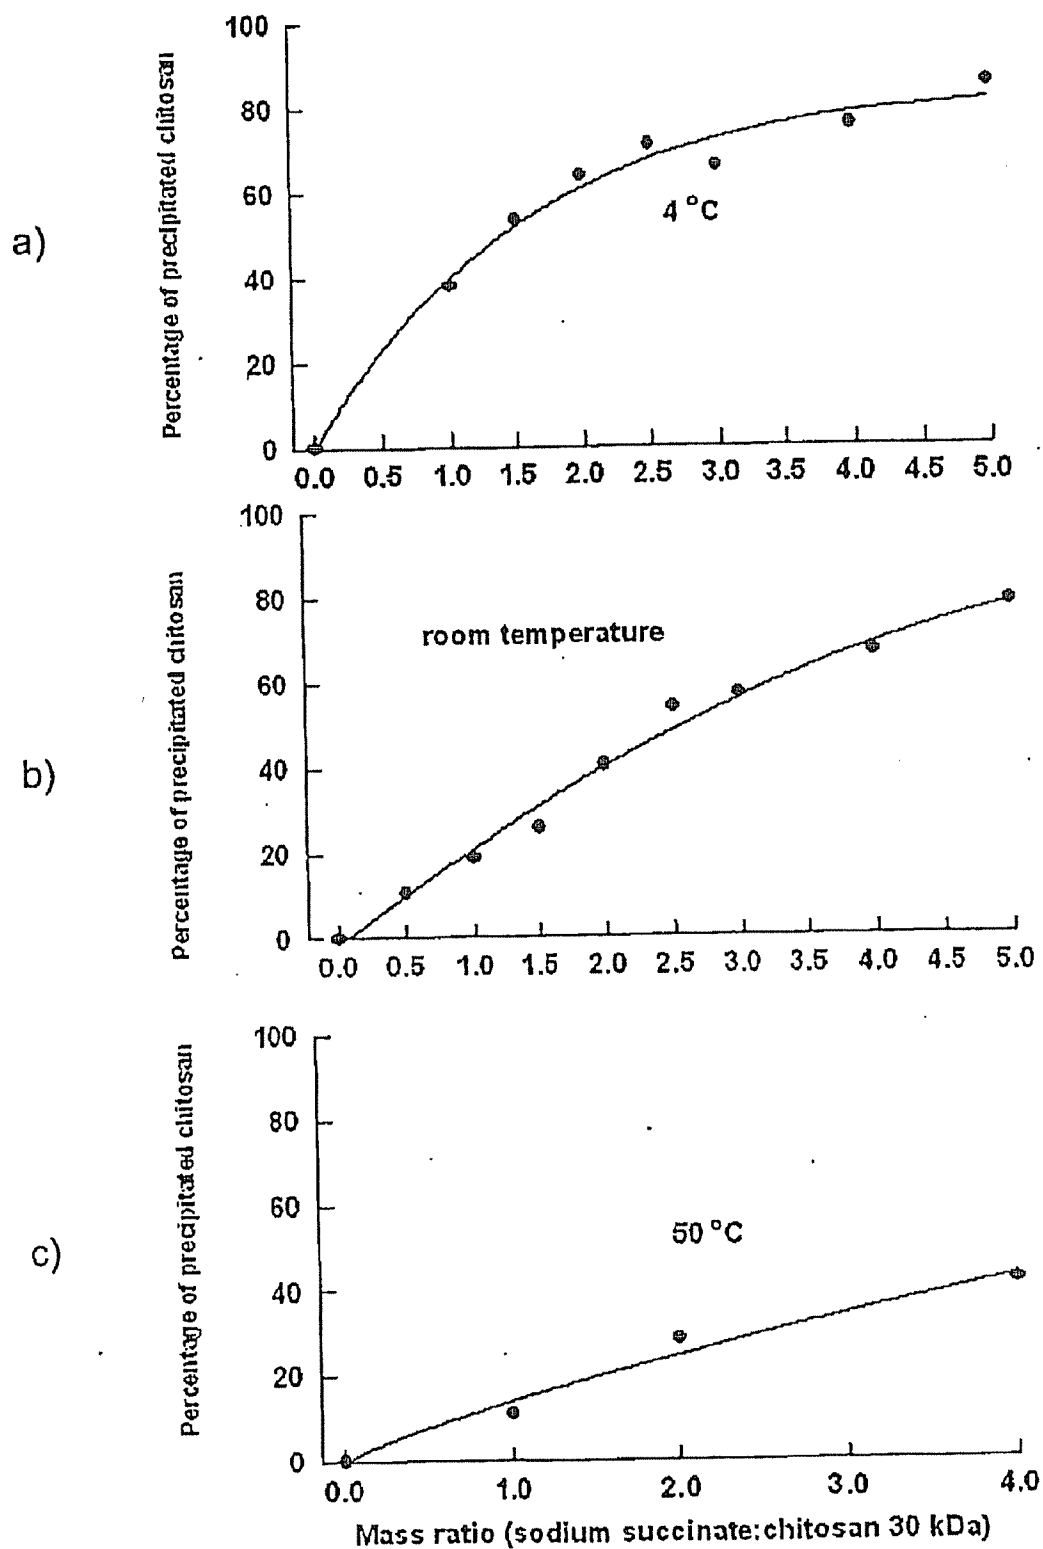 a)
Percentage of precipitated chitosan
100
80
60
40
20
0
4 °C
0.0 0.5 1.0 1.5 2.0 2.5 3.0 3.5 4.0 4.5 5.0
b)
Percentage of precipitated chitosan
100
80
60
40
20
0
room temperature
0.0 0.5 1.0 1.5 2.0 2.5 3.0 3.5 4.0 4.5 5.0
c)
Percentage of precipitated chitosan
100
80
60
40
20
0
50 °C
0.0 1.0 2.0 3.0 4.0
Mass ratio (sodium succinate:chitosan 30 kDa)